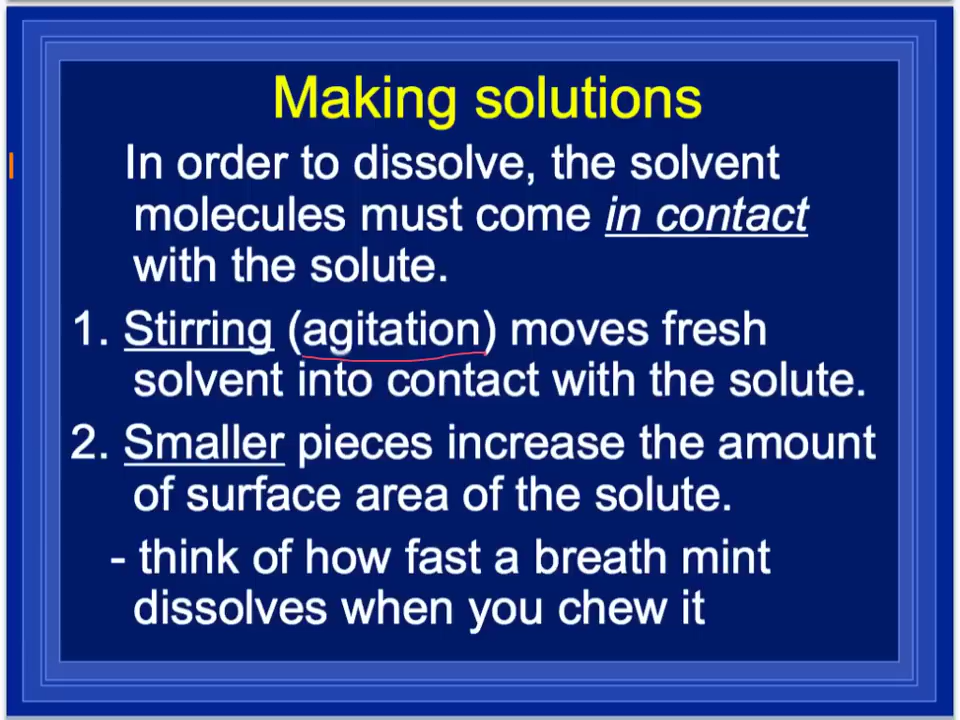 Making solutions
In order to dissolve, the solvent
molecules must come in contact
with the solute.
1. Stirring (agitation) moves fresh
solvent into contact with the solute.
2. Smaller pieces increase the amount
of surface area of the solute.
- think of how fast a breath mint
dissolves when you chew it